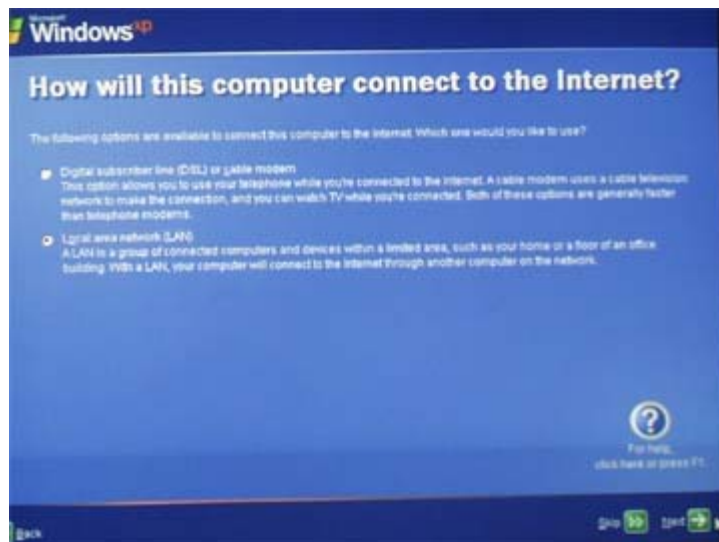 Microsoft
Windows xp
How will this computer connect to the Internet?
The following options are available to connect this computer to the Internet. Which one would you like to use?
Digital subscriber line (DSL) or cable modem
This option allows you to use your telephone while you're connected to the Internet. A cable modem uses a cable television
network to make the connection, and you can watch TV while you're connected. Both of these options are generally faster
than telephone modems.
Local area network (LAN)
A LAN is a group of connected computers and devices within a limited area, such as your home or a floor of an office
building. With a LAN, your computer will connect to the Internet through another computer on the network.
?
For help,
click here or press F1.
Back
Skip
Next